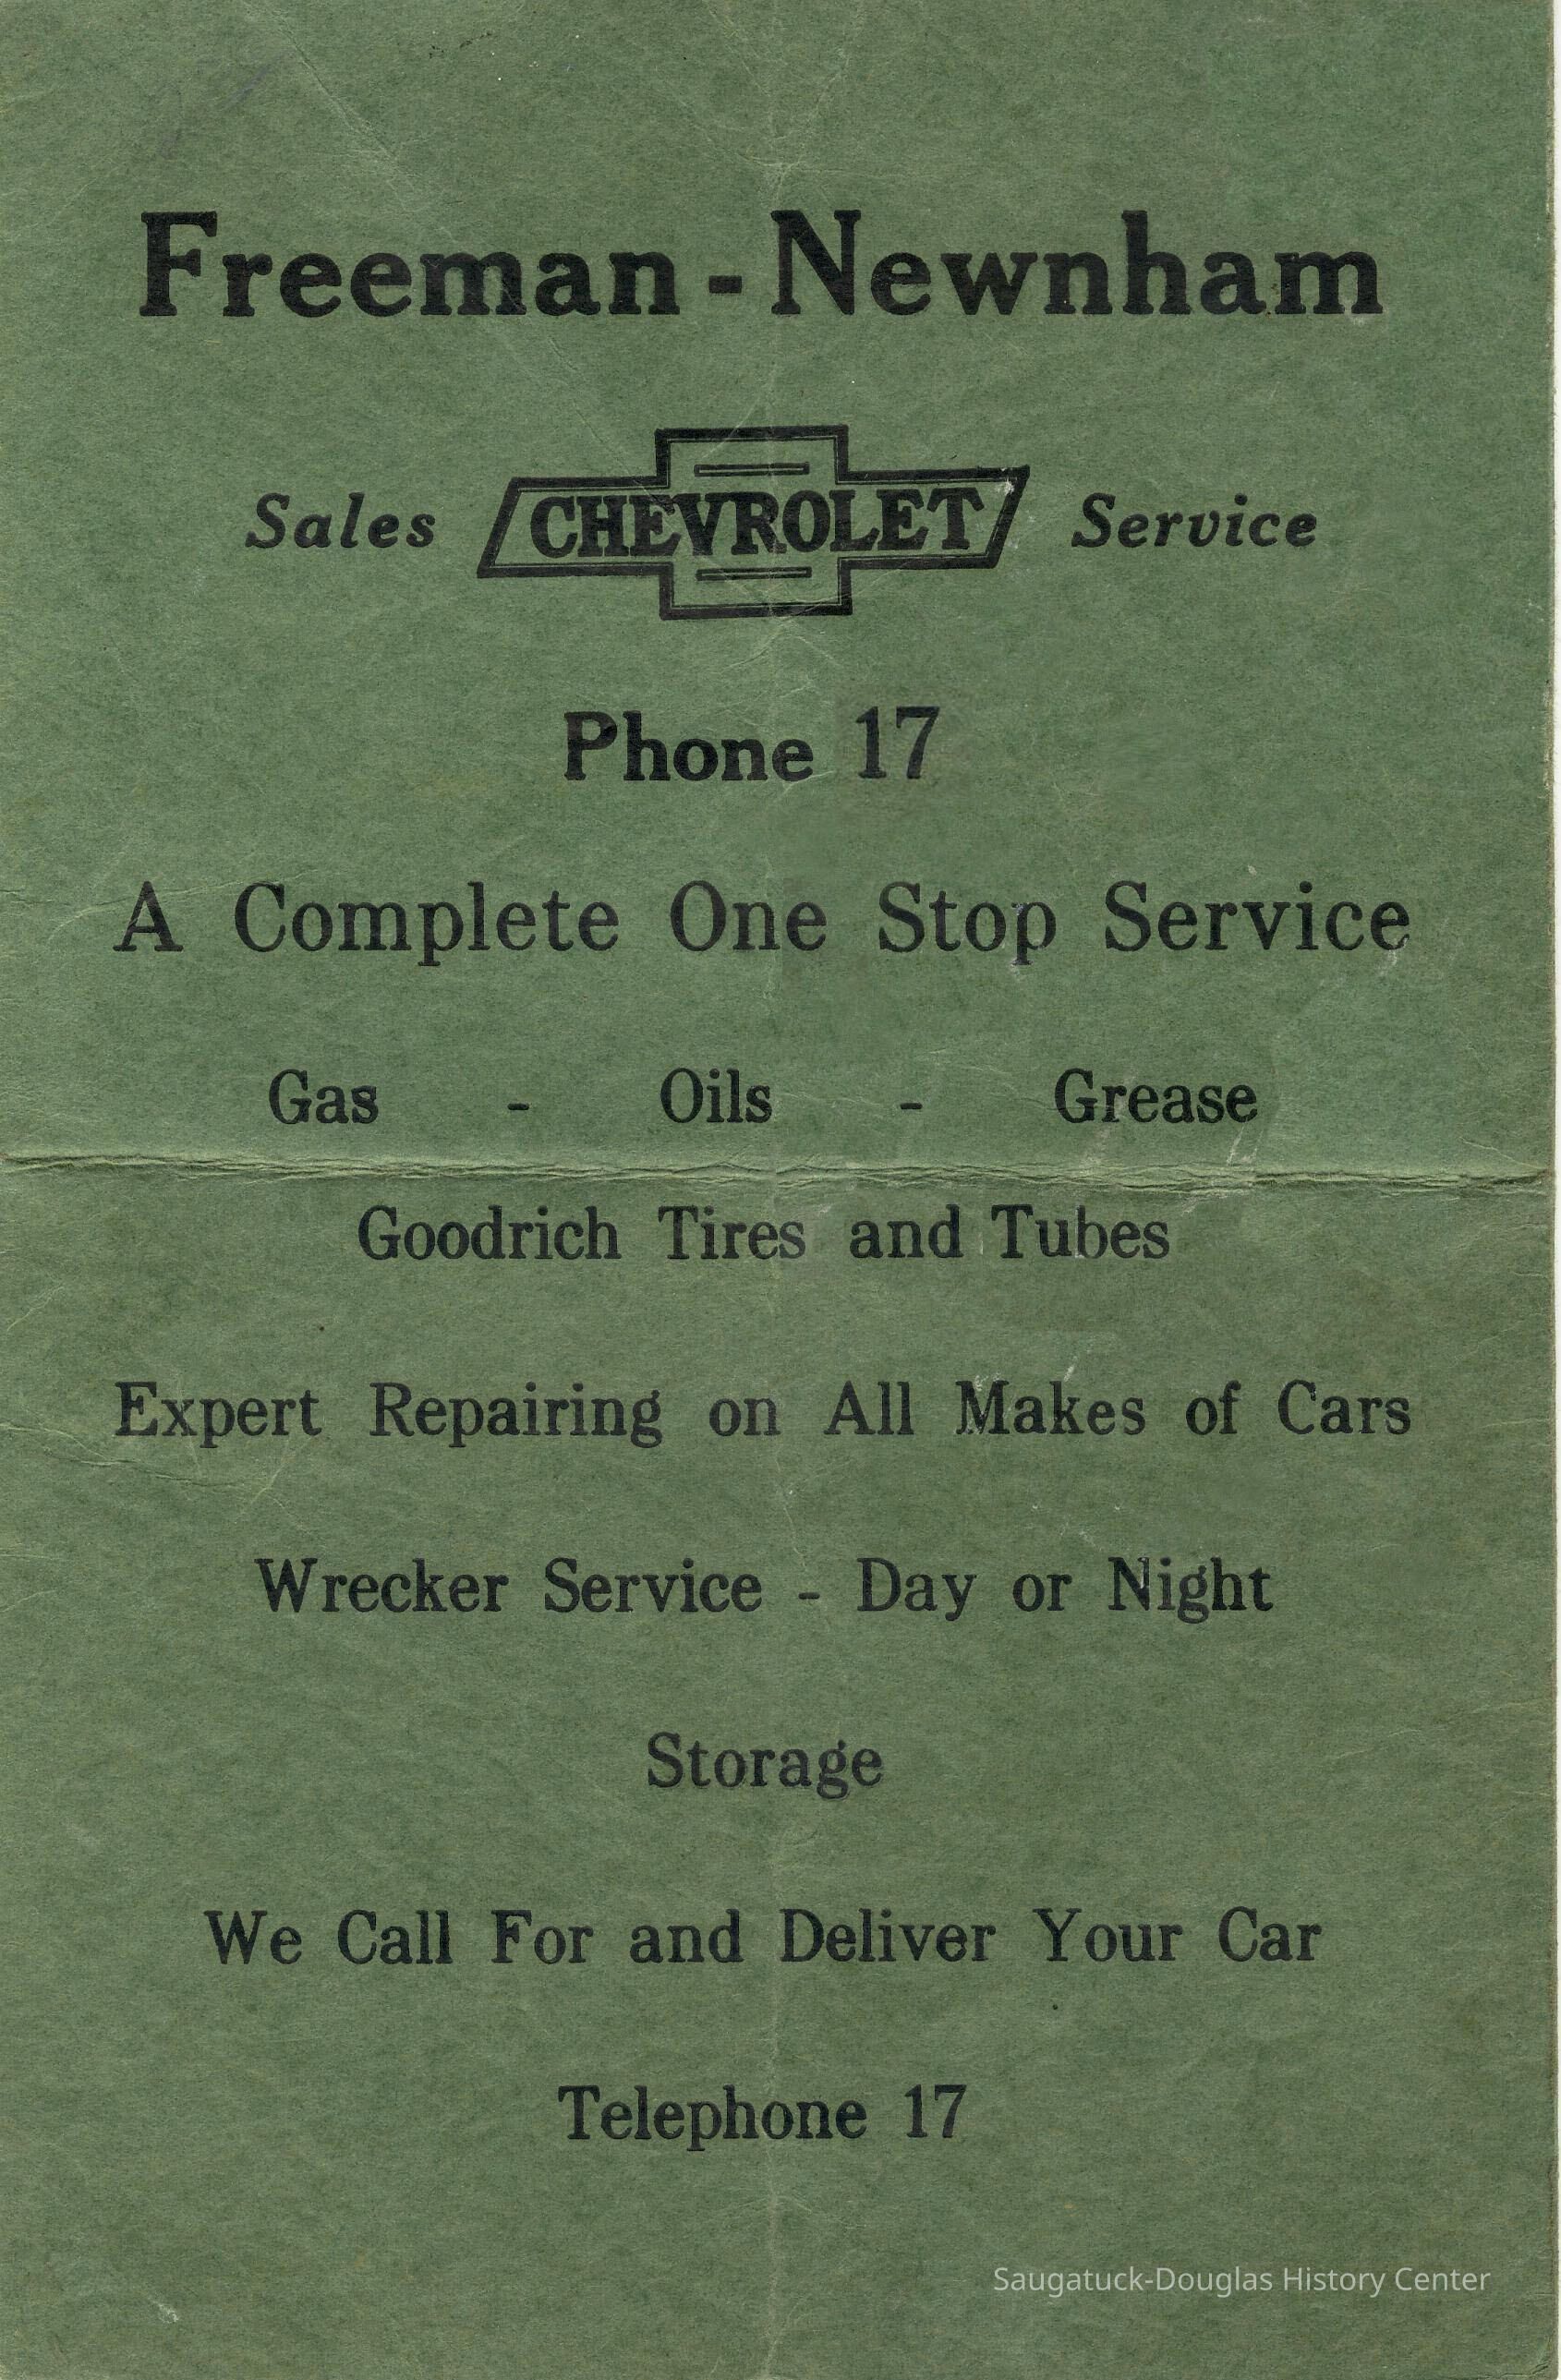 Freeman - Newnham
Sales CHEVROLET Service
Phone 17
A Complete One Stop Service
Gas - Oils - Grease
Goodrich Tires and Tubes
Expert Repairing on All Makes of Cars
Wrecker Service - Day or Night
Storage
We Call For and Deliver Your Car
Telephone 17
Saugatuck-Douglas History Center